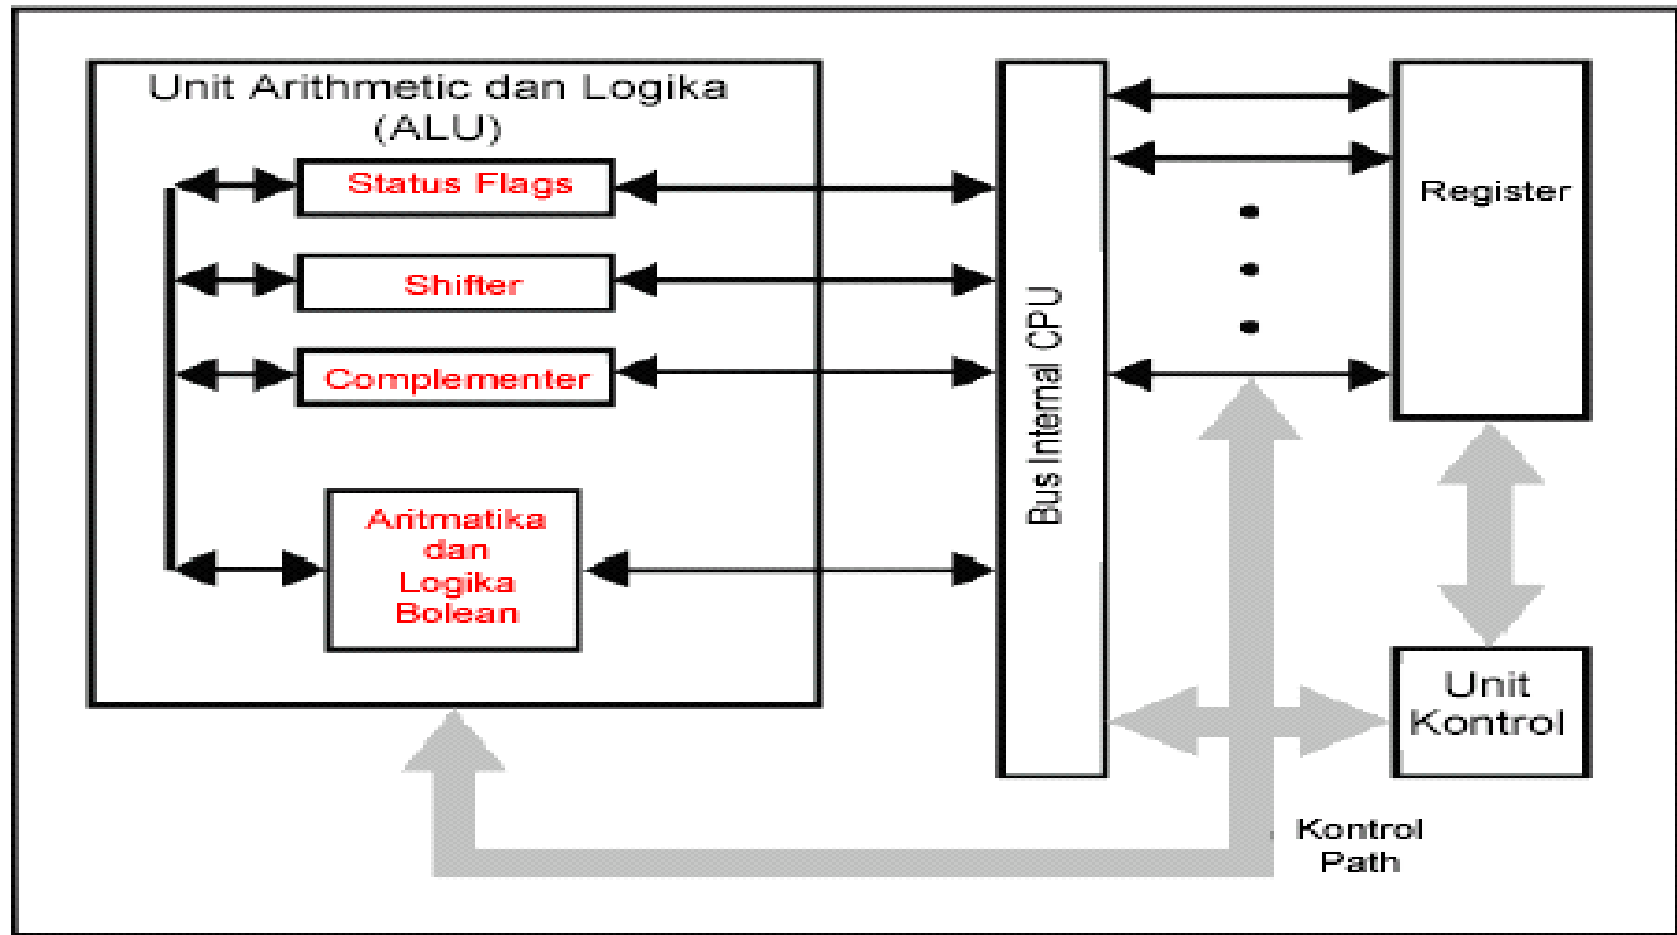 Unit Arithmetic dan Logika
(ALU)
Status Flags
Shifter
Complementer
Aritmatika
dan
Logika
Bolean
Bus Internal CPU
Register
Unit
Kontrol
Kontrol
Path